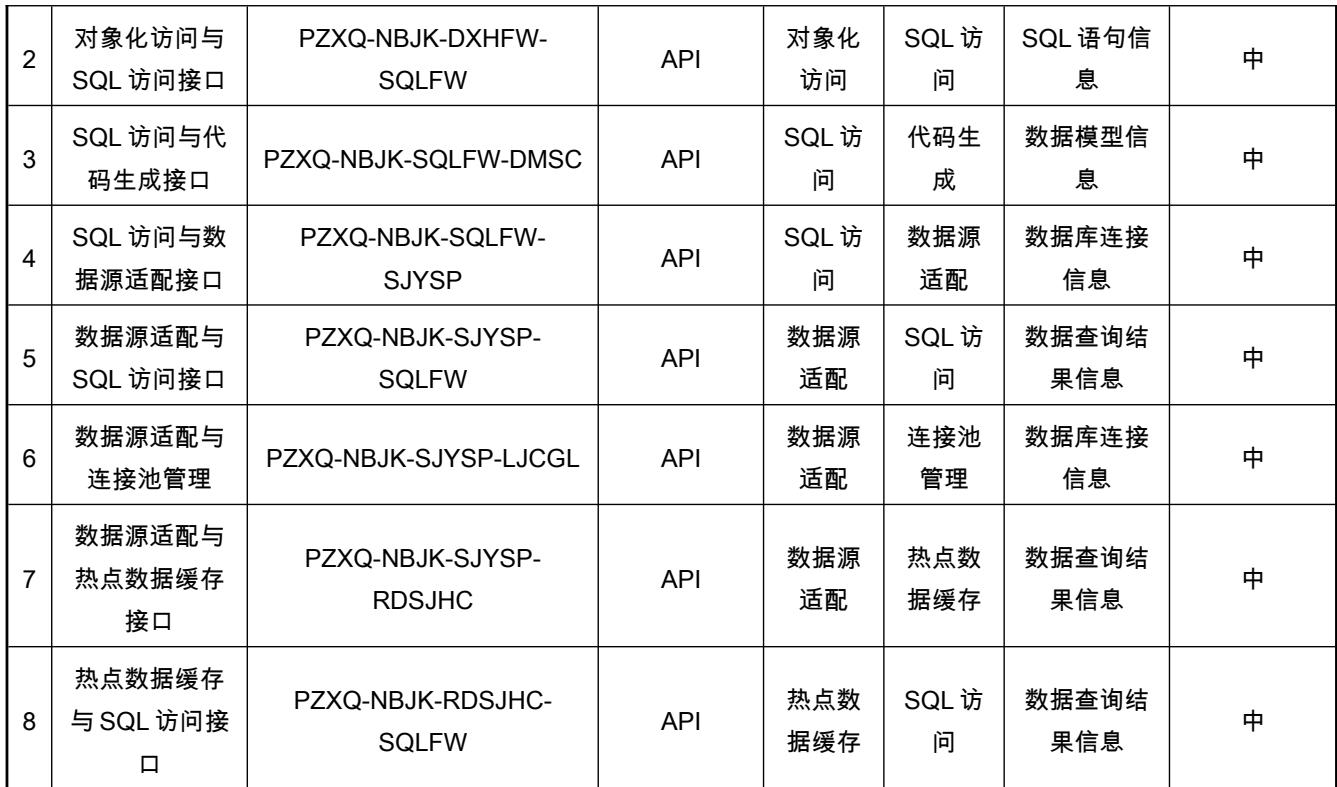 2
对象化访问与
SQL 访问接口
PZXQ-NBJK-DXHFW-
SQLFW
API
对象化
访问
SQL 访
问
SQL 语句信
息
中
3
SQL 访问与代
码生成接口
PZXQ-NBJK-SQLFW-DMSC
API
SQL 访
问
代码生
成
数据模型信
息
中
4
SQL 访问与数
据源适配接口
PZXQ-NBJK-SQLFW-
SJYSP
API
SQL 访
问
数据源
适配
数据库连接
信息
中
5
数据源适配与
SQL 访问接口
PZXQ-NBJK-SJYSP-
SQLFW
API
数据源
适配
SQL 访
问
数据查询结
果信息
中
6
数据源适配与
连接池管理
PZXQ-NBJK-SJYSP-LJCGL
API
数据源
适配
连接池
管理
数据库连接
信息
中
7
数据源适配与
热点数据缓存
接口
PZXQ-NBJK-SJYSP-
RDSJHC
API
数据源
适配
热点数
据缓存
数据查询结
果信息
中
8
热点数据缓存
与 SQL 访问接
口
PZXQ-NBJK-RDSJHC-
SQLFW
API
热点数
据缓存
SQL 访
问
数据查询结
果信息
中